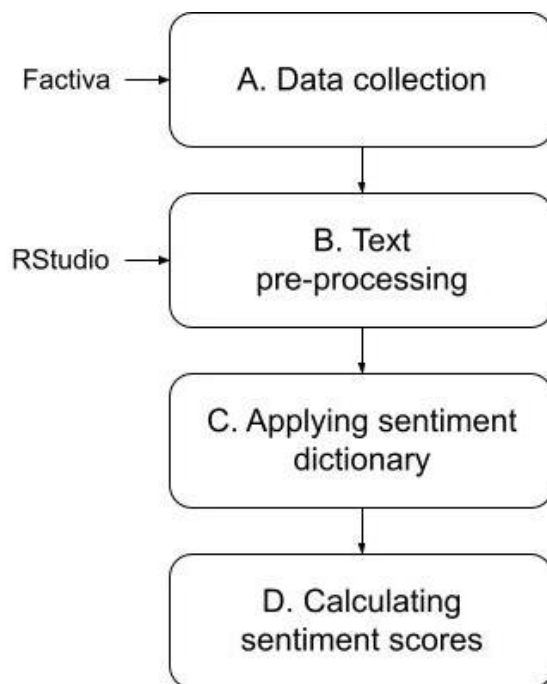 Factiva
A. Data collection
RStudio
B. Text
pre-processing
C. Applying sentiment
dictionary
D. Calculating
sentiment scores